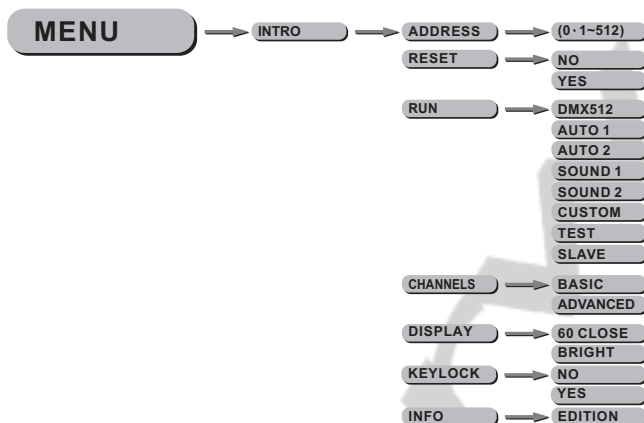 MENU INTRO ADDRESS (0·1~512)
RESET NO
YES
RUN DMX512
AUTO 1
AUTO 2
SOUND 1
SOUND 2
CUSTOM
TEST
SLAVE
CHANNELS BASIC
ADVANCED
DISPLAY 60 CLOSE
BRIGHT
KEYLOCK NO
YES
INFO EDITION